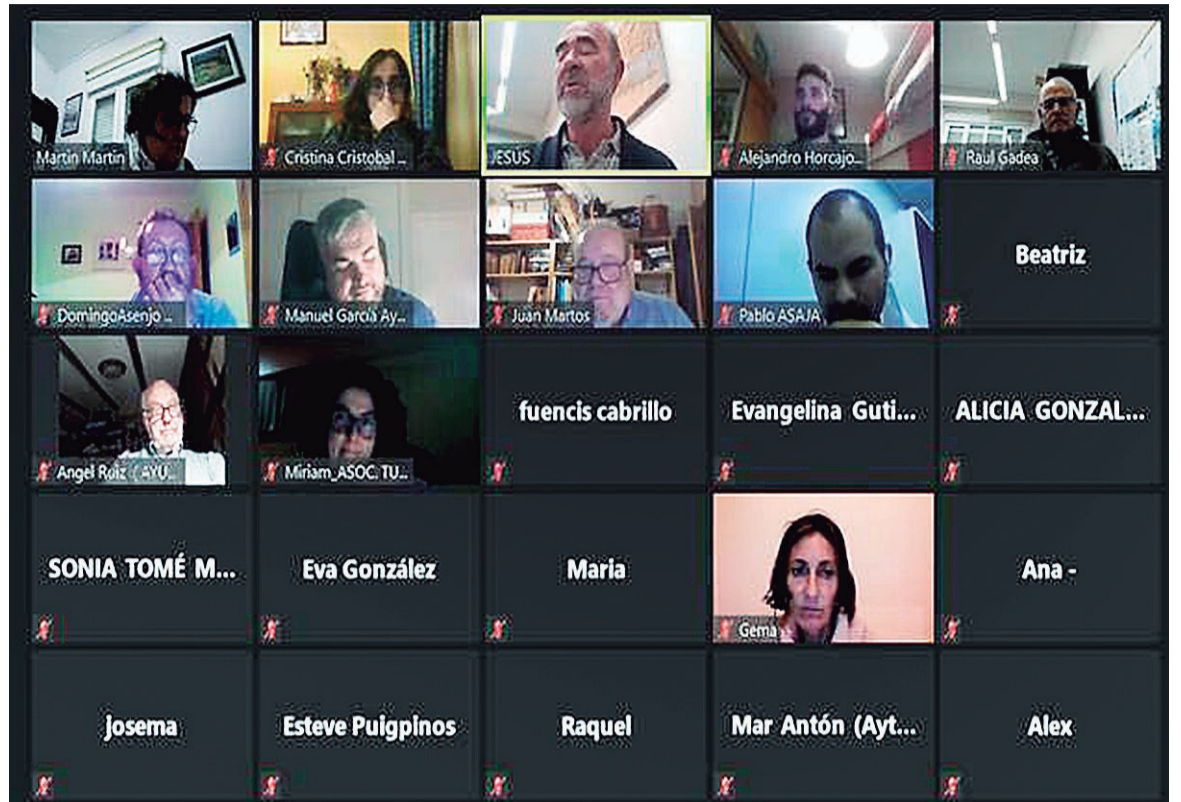 Martin Martin
Cristina Cristobal ...
JESÚS
Alejandro Horcajo...
Raul Gadea
DomingoAsenjo ...
Manuel García Ay...
Juan Martos
Pablo ASAJA
Beatriz
Angel Ruiz ( AYU...
Miriam_ASOC. TU...
fuencis cabrillo
Evangelina Guti...
ALICIA GONZAL...
SONIA TOMÉ M...
Eva González
Maria
Gema
Ana -
josema
Esteve Puigpinos
Raquel
Mar Antón (Ayt...
Alex